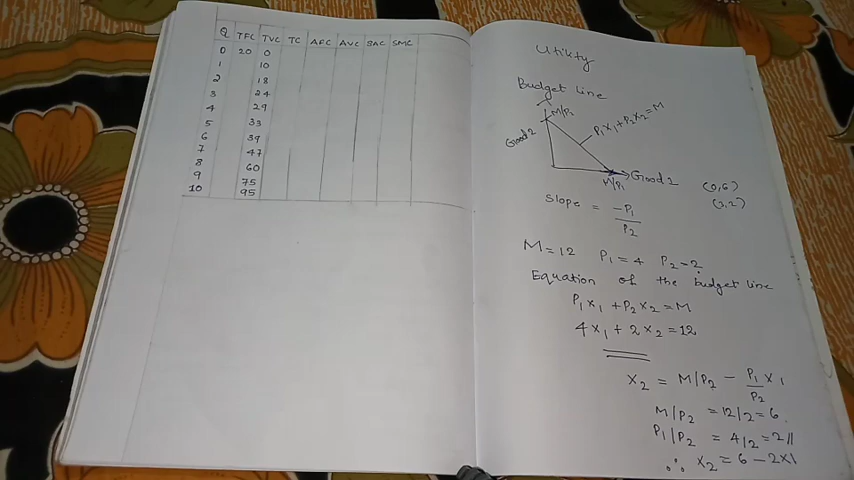 Q TFC TVC TC AFC AVC SAC SMC
0 20 0
1 10
2 18
3 24
4 29
5 33
6 39
7 47
8 60
9 75
10 95
Utility
Budget line
M/P2
P1X1+P2X2=M
Good 2
M/P1
Good 2
(0,6)
(3,2)
Slope = -P1/P2
M=12 P1=4 P2=2
Equation of the budget line
P1X1+P2X2=M
4X1+2X2=12
X2 = M/P2 - P1/P2 X1
M/P2 = 12/2=6.
P1/P2 = 4/2=2//
∴ X2=6-2X1